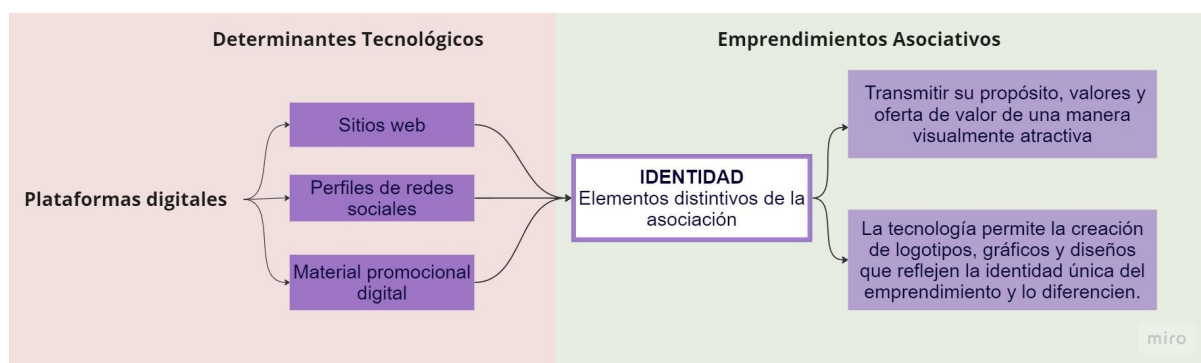 Determinantes Tecnológicos
Emprendimientos Asociativos
Plataformas digitales
Sitios web
Perfiles de redes
sociales
Material promocional
digital
IDENTIDAD
Elementos distintivos de la
asociación
Transmitir su propósito, valores y
oferta de valor de una manera
visualmente atractiva
La tecnología permite la creación
de logotipos, gráficos y diseños
que reflejen la identidad única del
emprendimiento y lo diferencien.
miro